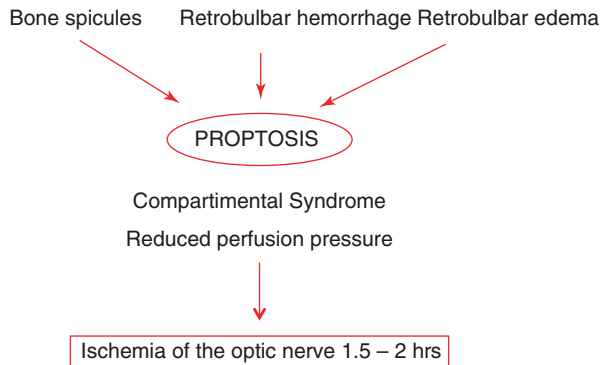 Bone spicules Retrobulbar hemorrhage Retrobulbar edema
PROPTOSIS
Compartimental Syndrome
Reduced perfusion pressure
Ischemia of the optic nerve 1.5 – 2 hrs